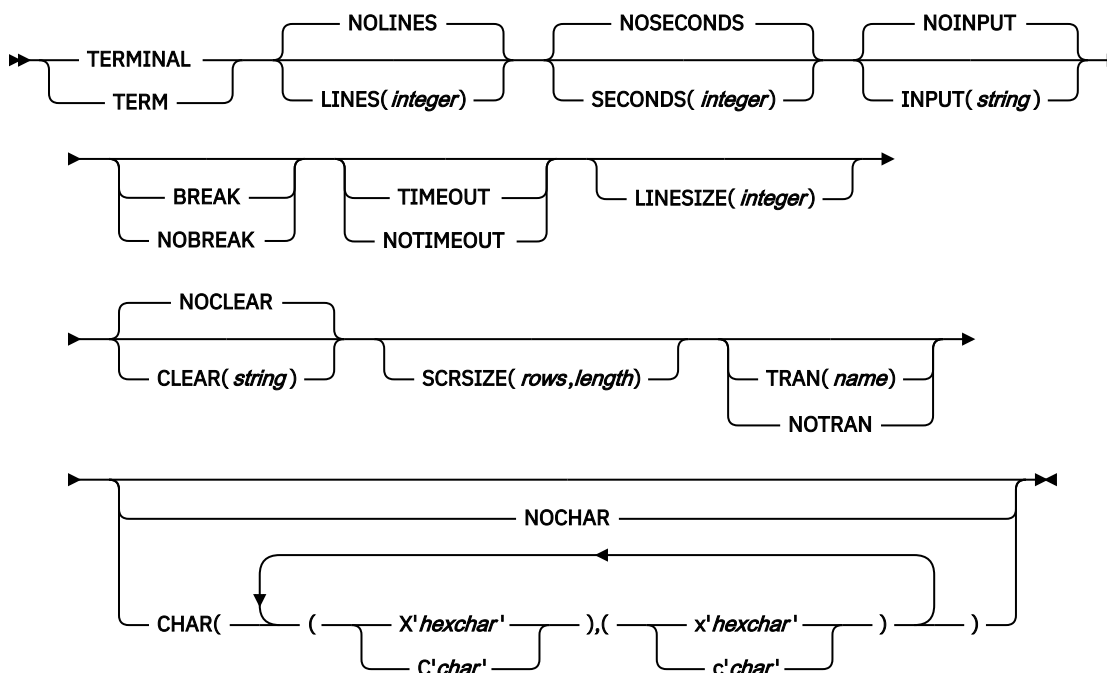 NOLINES NOSECONDS NOINPUT
TERMINAL
TERM LINES( integer) SECONDS( integer) INPUT( string )
BREAK TIMEOUT LINESIZE( integer)
NOBREAK NOTIMEOUT
NOCLEAR
CLEAR( string ) SCRSIZE( rows,length) TRAN( name )
NOTRAN
NOCHAR
CHAR( ( X'hexchar' ),( x'hexchar' ) )
C'char' c'char'